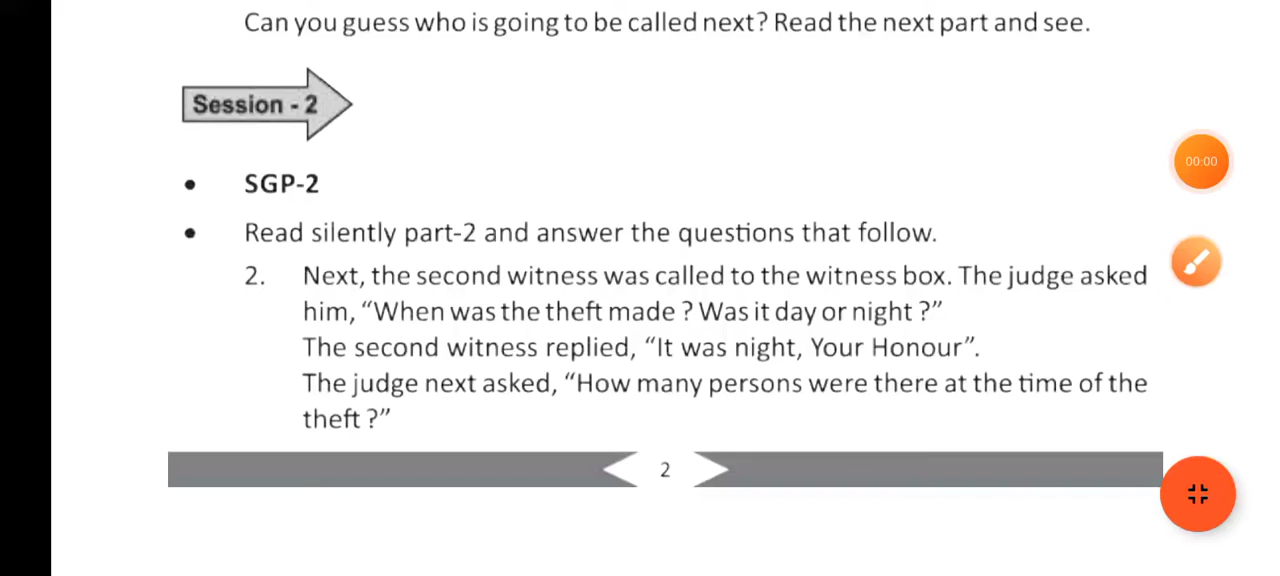 Can you guess who is going to be called next? Read the next part and see.
Session - 2
• SGP-2
• Read silently part-2 and answer the questions that follow.
2. Next, the second witness was called to the witness box. The judge asked
him, “When was the theft made ? Was it day or night ?”
The second witness replied, “It was night, Your Honour”.
The judge next asked, “How many persons were there at the time of the
theft ?”
2
00:00